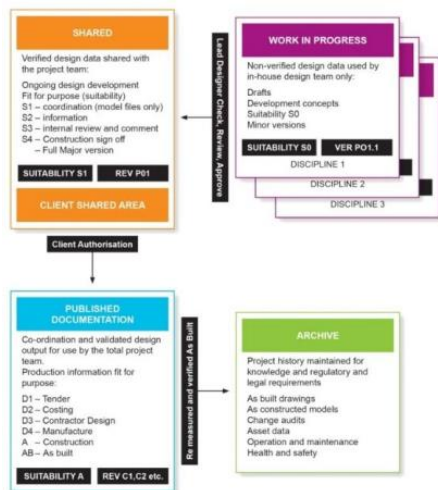 SHARED
Verified design data shared with
the project team:
Ongoing design development
Fit for purpose (suitability)
S1 – coordination (model files only)
S2 – information
S3 – internal review and comment
S4 – Construction sign off
– Full Major version
SUITABILITY S1
REV P01
CLIENT SHARED AREA
Lead Designer Check, Review, Approve
WORK IN PROGRESS
Non-verified design data used by
in-house design team only:
Drafts
Development concepts
Suitability S0
Minor versions
SUITABILITY S0
VER PO1.1
DISCIPLINE 1
DISCIPLINE 2
DISCIPLINE 3
Client Authorisation
PUBLISHED
DOCUMENTATION
Co-ordination and validated design
output for use by the total project
team.
Production information fit for
purpose:
D1 – Tender
D2 – Costing
D3 – Contractor Design
D4 – Manufacture
A – Construction
AB – As built
SUITABILITY A
REV C1,C2 etc.
Re measured and verified As Built
ARCHIVE
Project history maintained for
knowledge and regulatory and
legal requirements
As built drawings
As constructed models
Change audits
Asset data
Operation and maintenance
Health and safety